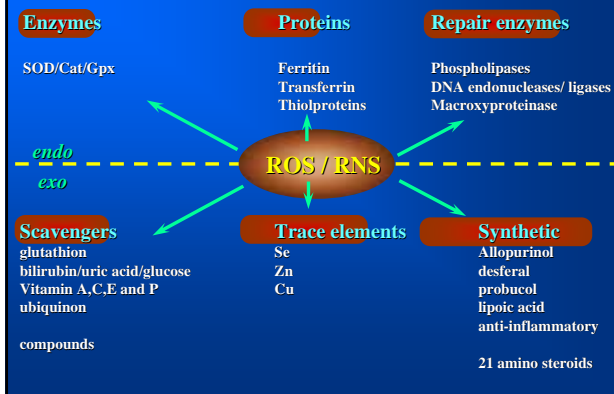 Enzymes
SOD/Cat/Gpx
Proteins
Ferritin
Transferrin
Thiolproteins
Repair enzymes
Phospholipases
DNA endonucleases/ ligases
Macroxyproteinase
endo
ROS / RNS
exo
Scavengers
glutathion
bilirubin/uric acid/glucose
Vitamin A,C,E and P
ubiquinon
compounds
Trace elements
Se
Zn
Cu
Synthetic
Allopurinol
desferal
probucol
lipoic acid
anti-inflammatory
21 amino steroids